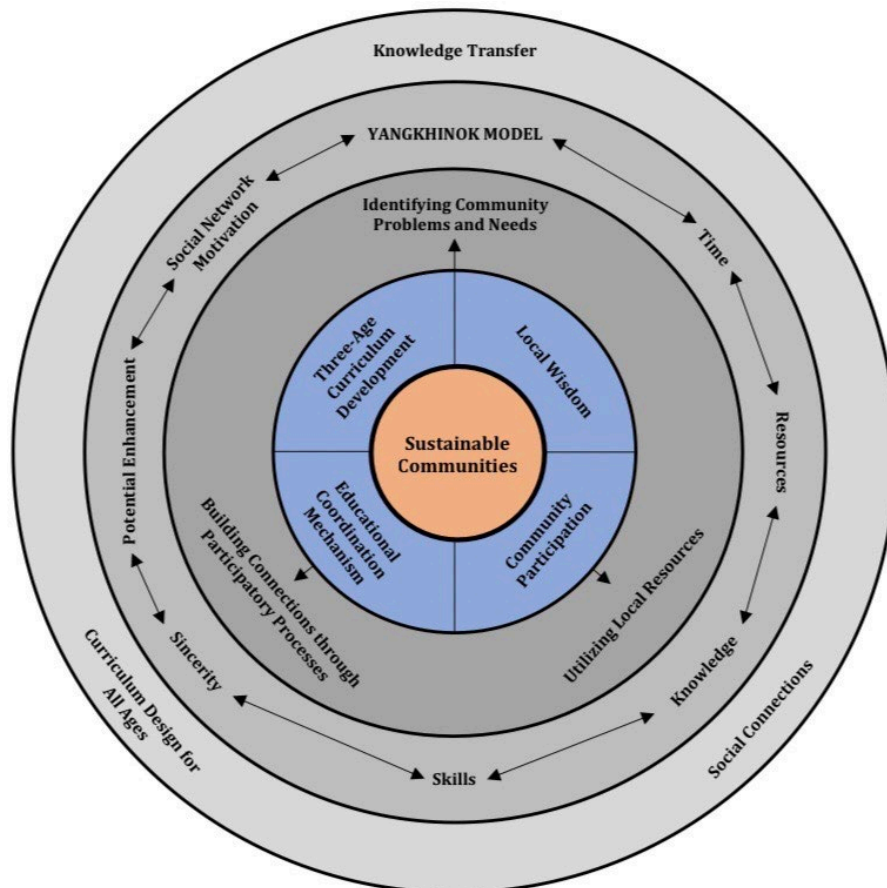 Knowledge Transfer
YANGKHINOK MODEL
Social Network
Motivation
Time
Identifying Community
Problems and Needs
Three-Age
Curriculum
Development
Local Wisdom
Sustainable
Communities
Potential Enhancement
Resources
Educational
Coordination
Mechanism
Community
Participation
Building Connections through
Participatory Processes
Utilizing Local Resources
Sincerity
Knowledge
Skills
Curriculum Design for
All Ages
Social Connections